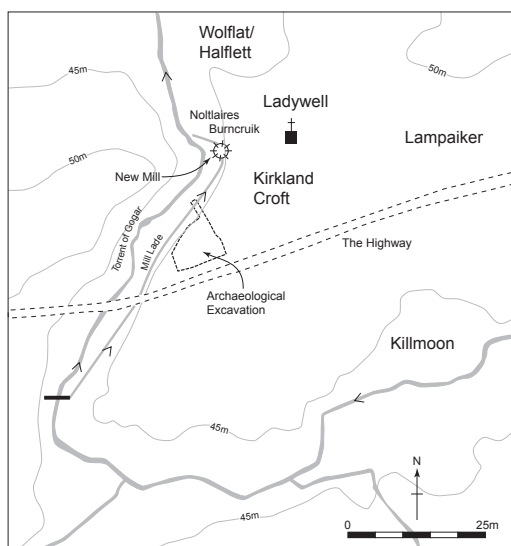 Wolflat/
Halflett
45m
50m
Noltlaires
Burncruik
Ladywell
Lampaiker
50m
New Mill
Kirkland
Croft
Torrent of Gogar
Mill Lade
The Highway
Archaeological
Excavation
Killmoon
45m
45m
N
0
25m